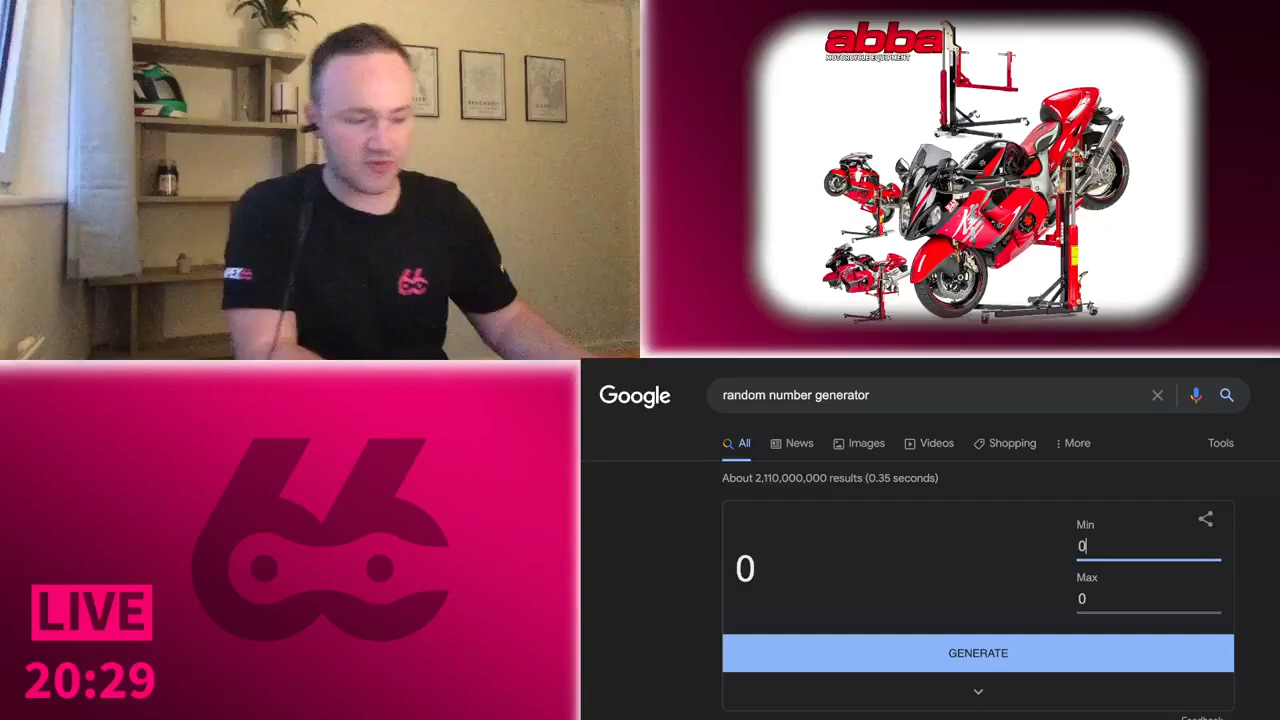 abba
MOTORCYCLE EQUIPMENT
66
Google
random number generator
All
News
Images
Videos
Shopping
More
Tools
About 2,110,000,000 results (0.35 seconds)
0
Min
0
Max
0
GENERATE
LIVE
20:29